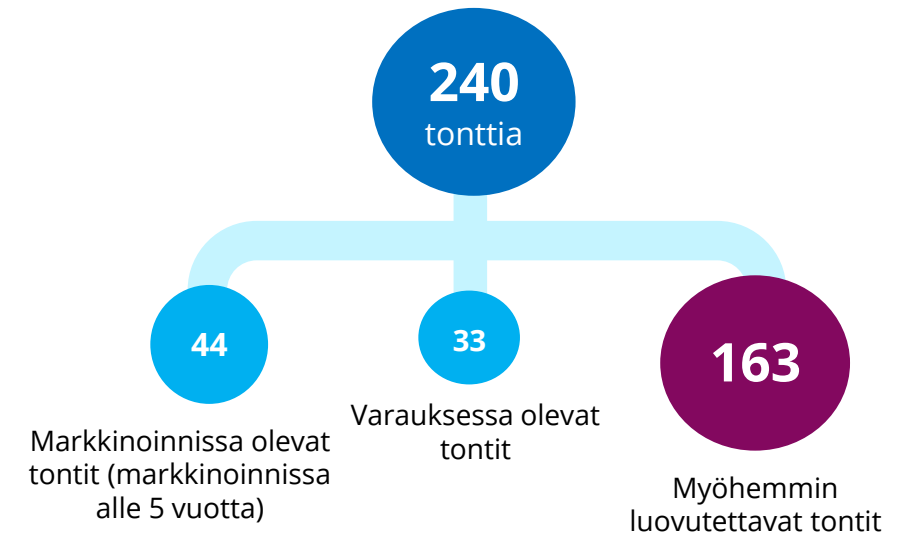 240
tonttia
44
Markkinoinnissa olevat
tontit (markkinoinnissa
alle 5 vuotta)
33
Varauksessa olevat
tontit
163
Myöhemmin
luovutettavat tontit